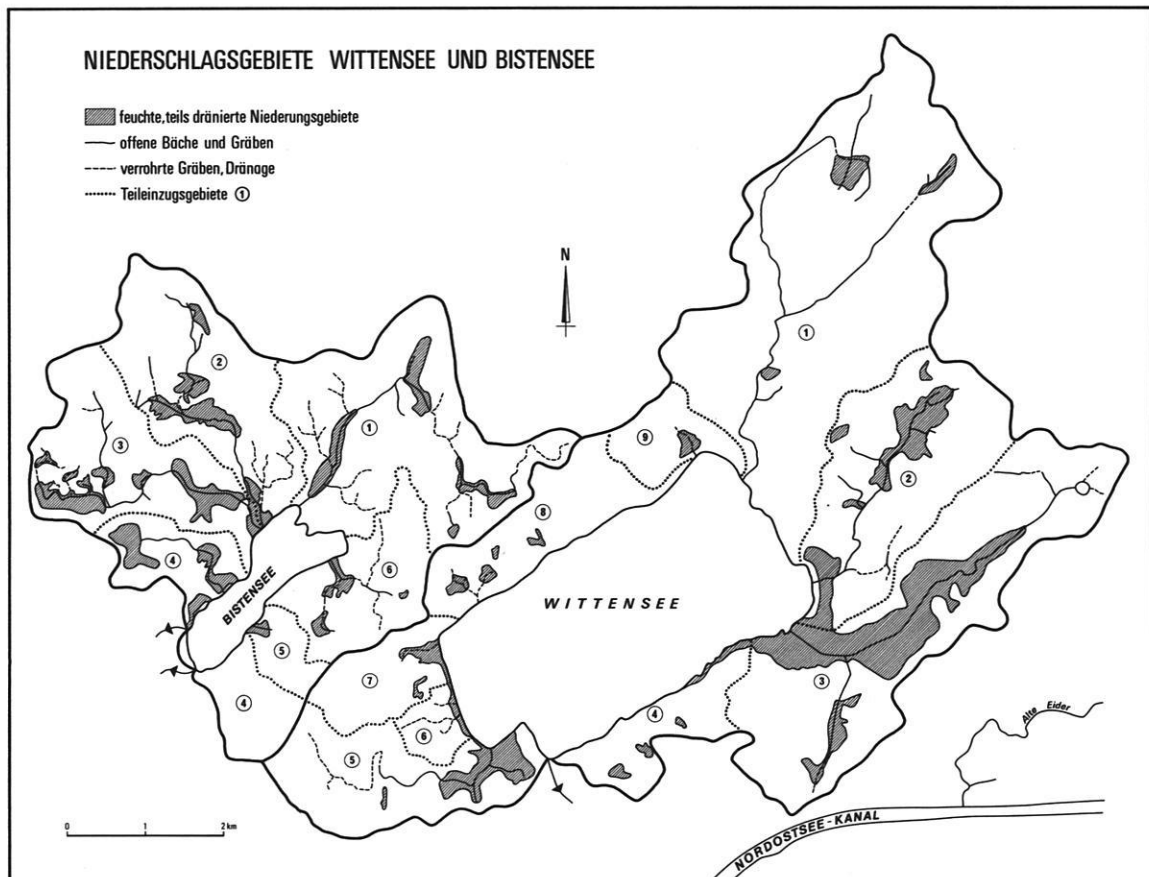 NIEDERSCHLAGSGEBIETE WITTENSEE UND BISTENSEE
feuchte, teils dränierte Niederungsgebiete
offene Bäche und Gräben
verrohrte Gräben, Dränage
Teileinzugsgebiete ①
N
①
②
①
③
⑨
②
⑧
④
⑥
BISTENSEE
WITTENSEE
⑤
⑦
③
④
④
⑥
⑤
Alte Eider
0 1 2 km
NORDOSTSEE-KANAL